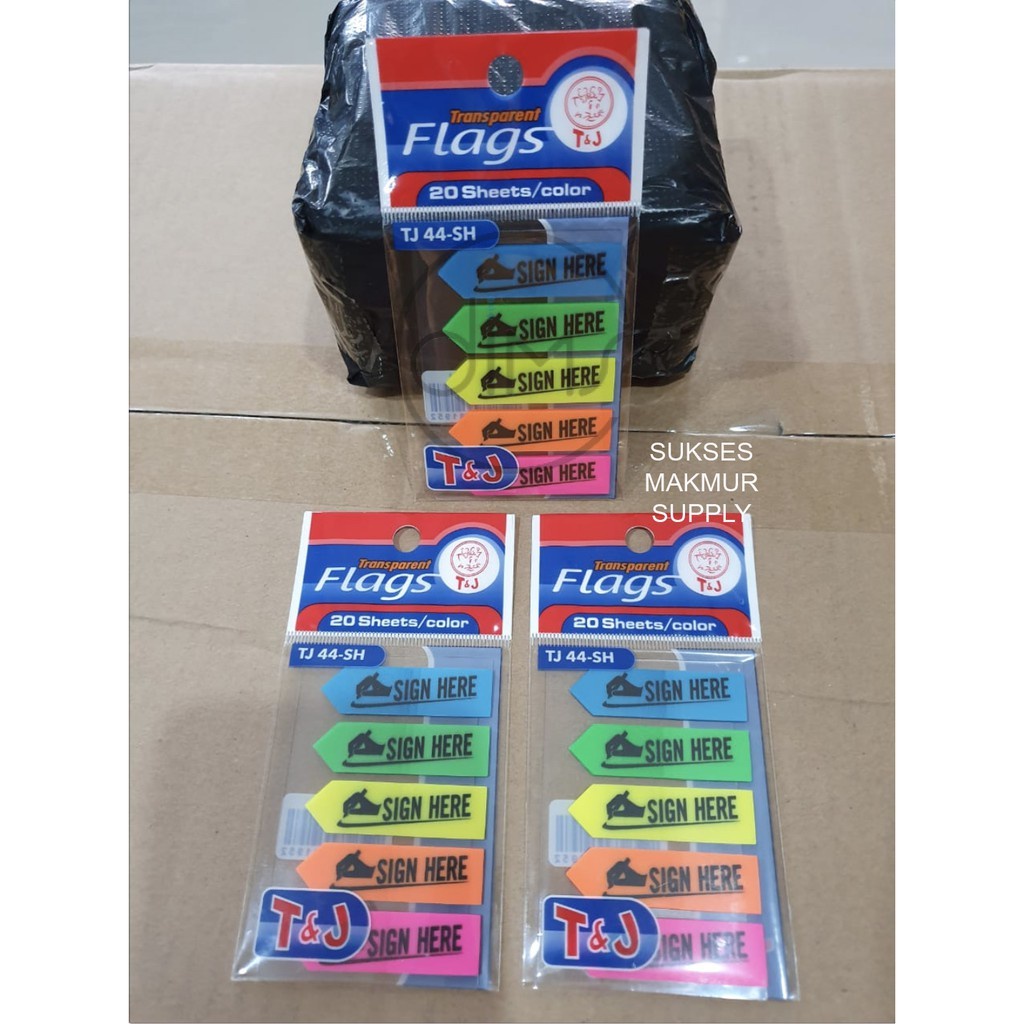 Transparent
Flags
T&J
20 Sheets/color
TJ 44-SH
SIGN HERE
SIGN HERE
SIGN HERE
SIGN HERE
T&J SIGN HERE
SUKSES
MAKMUR
SUPPLY
Transparent
Flags
T&J
20 Sheets/color
TJ 44-SH
SIGN HERE
SIGN HERE
SIGN HERE
SIGN HERE
T&J SIGN HERE
Transparent
Flags
T&J
20 Sheets/color
TJ 44-SH
SIGN HERE
SIGN HERE
SIGN HERE
SIGN HERE
T&J SIGN HERE